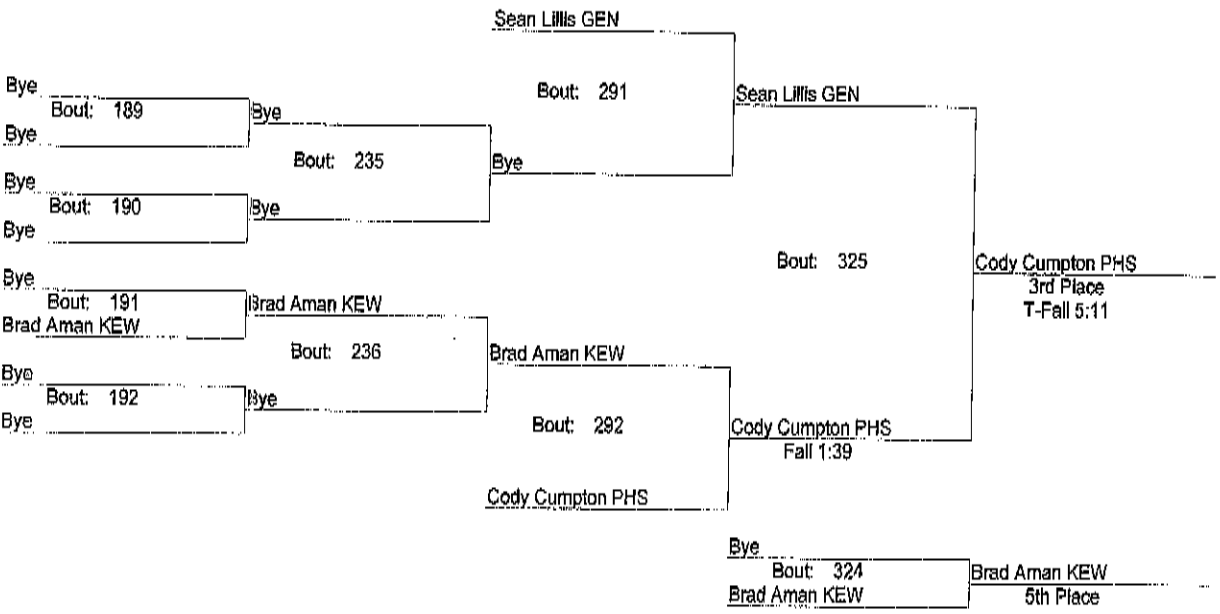 Sean Lillis GEN
Bout: 291
Sean Lillis GEN
Bye
Bout: 189
Bye
Bye
Bout: 235
Bye
Bye
Bout: 190
Bye
Bye
Bout: 325
Cody Cumpton PHS
3rd Place
T-Fall 5:11
Bye
Bout: 191
Brad Aman KEW
Brad Aman KEW
Bout: 236
Brad Aman KEW
Bye
Bout: 192
Bye
Bye
Bout: 292
Cody Cumpton PHS
Fall 1:39
Cody Cumpton PHS
Bye
Bout: 324
Brad Aman KEW
Brad Aman KEW
5th Place